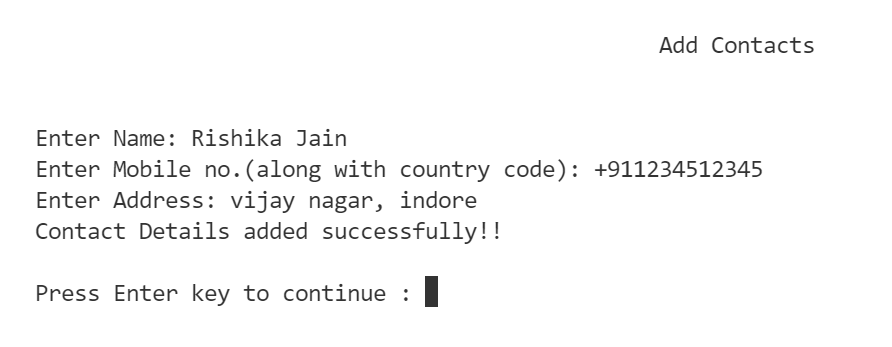 Add Contacts
Enter Name: Rishika Jain
Enter Mobile no.(along with country code): +911234512345
Enter Address: vijay nagar, indore
Contact Details added successfully!!
Press Enter key to continue :